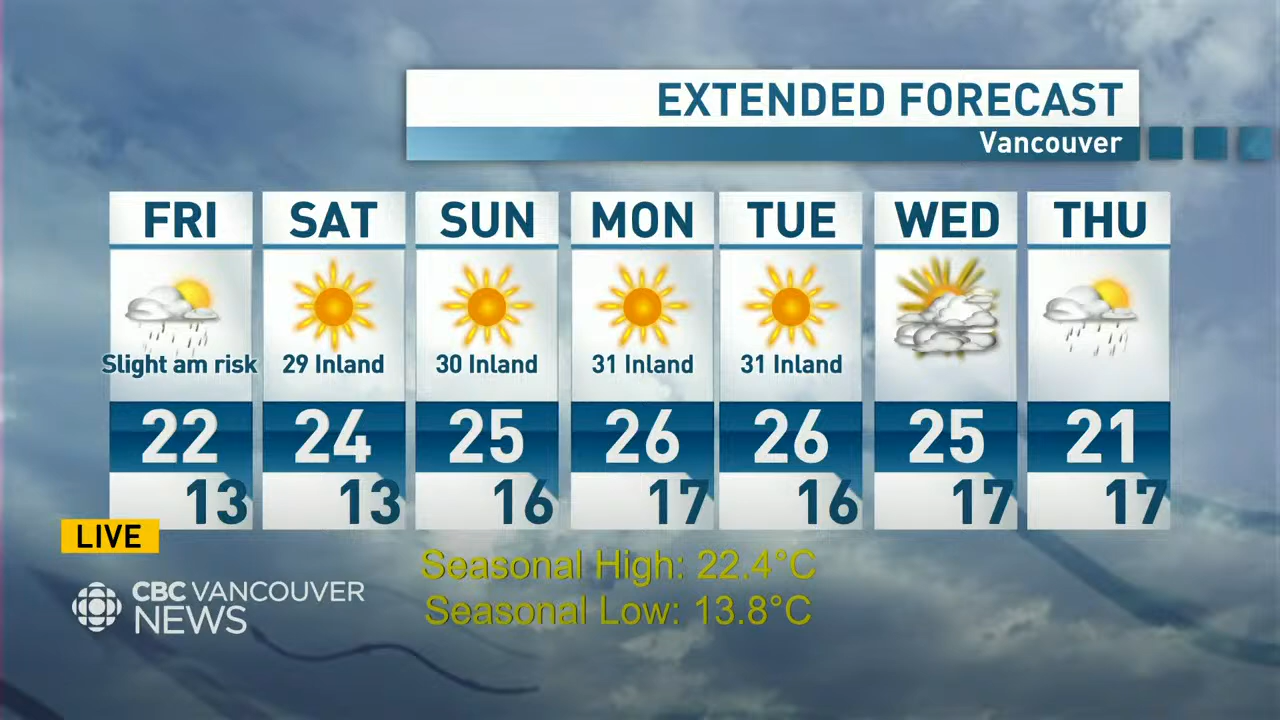 EXTENDED FORECAST
Vancouver
FRI SAT SUN MON TUE WED THU
Slight am risk 29 Inland 30 Inland 31 Inland 31 Inland
22 24 25 26 26 25 21
13 13 16 17 16 17 17
LIVE
Seasonal High: 22.4°C
CBC VANCOUVER
Seasonal Low: 13.8°C
NEWS